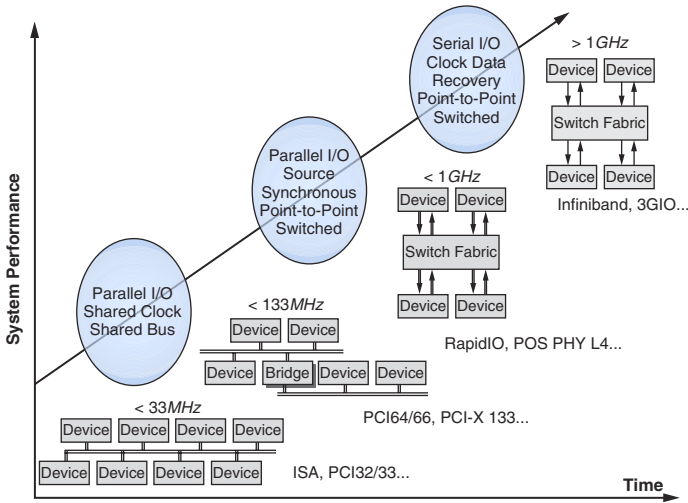 System Performance
Time
Parallel I/O
Shared Clock
Shared Bus
Parallel I/O
Source
Synchronous
Point-to-Point
Switched
Serial I/O
Clock Data
Recovery
Point-to-Point
Switched
> 1GHz
Device Device
Switch Fabric
Device Device
Infiniband, 3GIO...
< 1GHz
Device Device
Switch Fabric
Device Device
RapidIO, POS PHY L4...
< 133MHz
Device Device
Device Bridge Device Device
PCI64/66, PCI-X 133...
< 33MHz
Device Device Device Device
Device Device Device Device
ISA, PCI32/33...